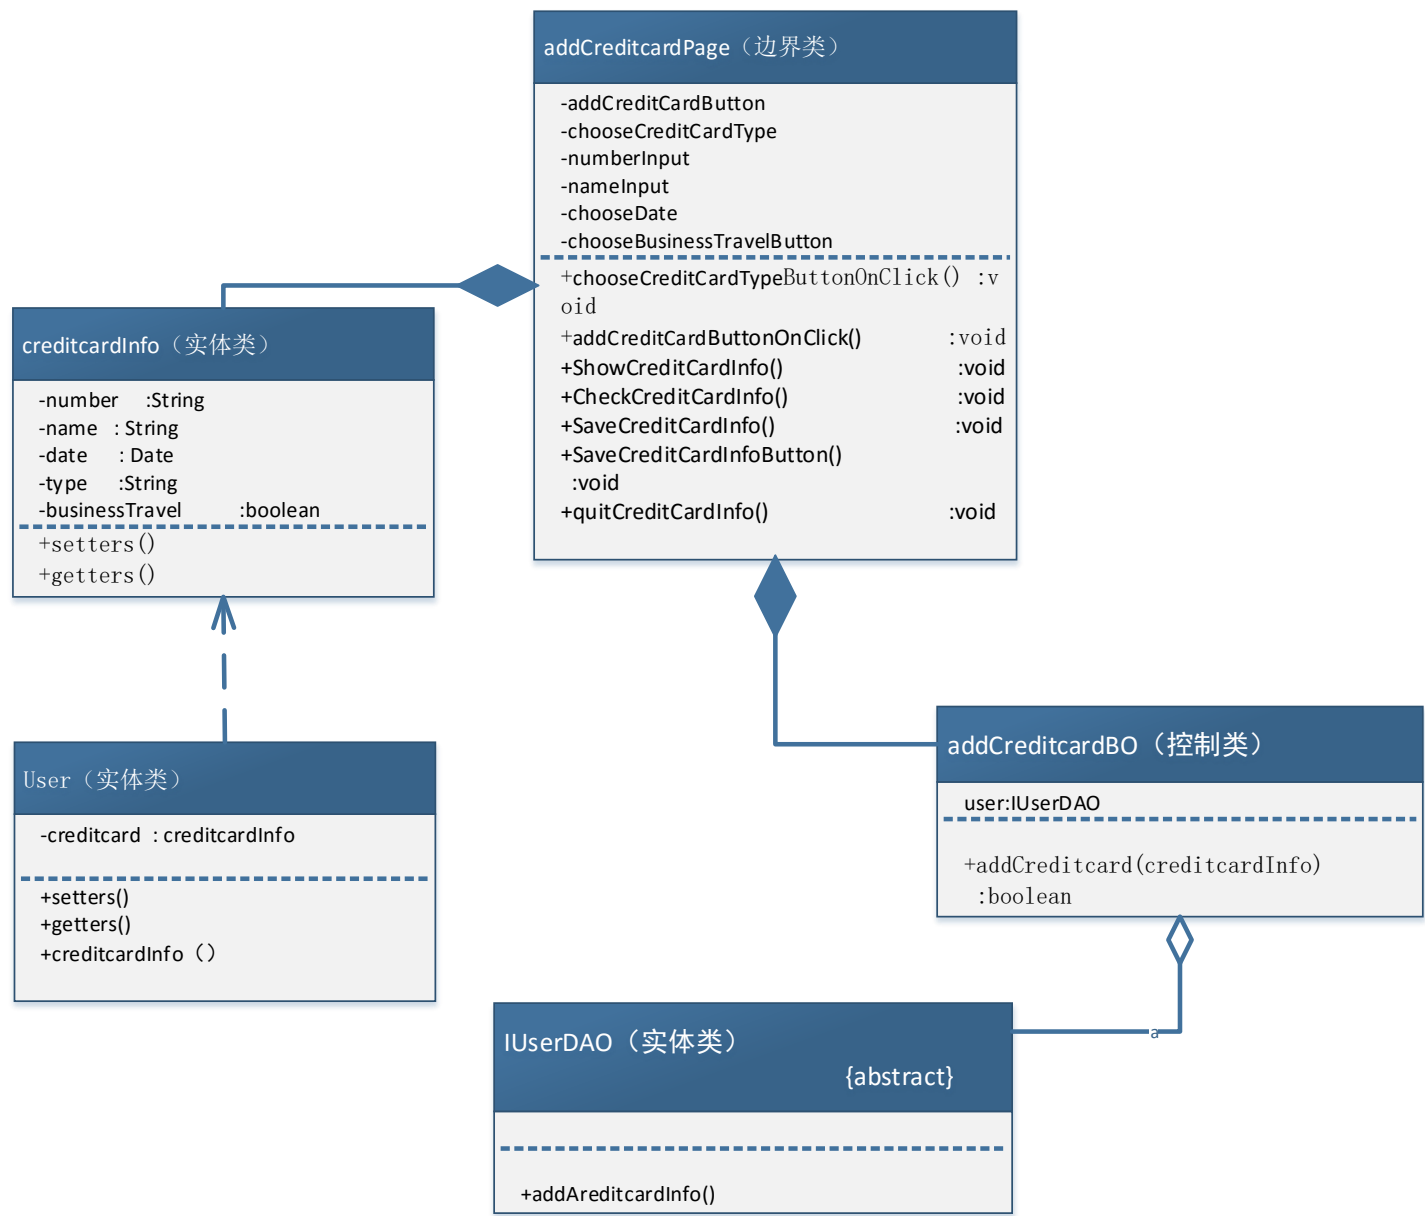 addCreditcardPage（边界类）
-addCreditCardButton
-chooseCreditCardType
-numberInput
-nameInput
-chooseDate
-chooseBusinessTravelButton
+chooseCreditCardTypeButtonOnClick() :v
oid
+addCreditCardButtonOnClick() :void
+ShowCreditCardInfo() :void
+CheckCreditCardInfo() :void
+SaveCreditCardInfo() :void
+SaveCreditCardInfoButton()
:void
+quitCreditCardInfo() :void
creditcardInfo（实体类）
-number :String
-name : String
-date : Date
-type :String
-businessTravel :boolean
+setters()
+getters()
User（实体类）
-creditcard : creditcardInfo
+setters()
+getters()
+creditcardInfo（）
addCreditcardBO（控制类）
user:IUserDAO
+addCreditcard(creditcardInfo)
:boolean
a
IUserDAO（实体类）
{abstract}
+addAreditcardInfo()